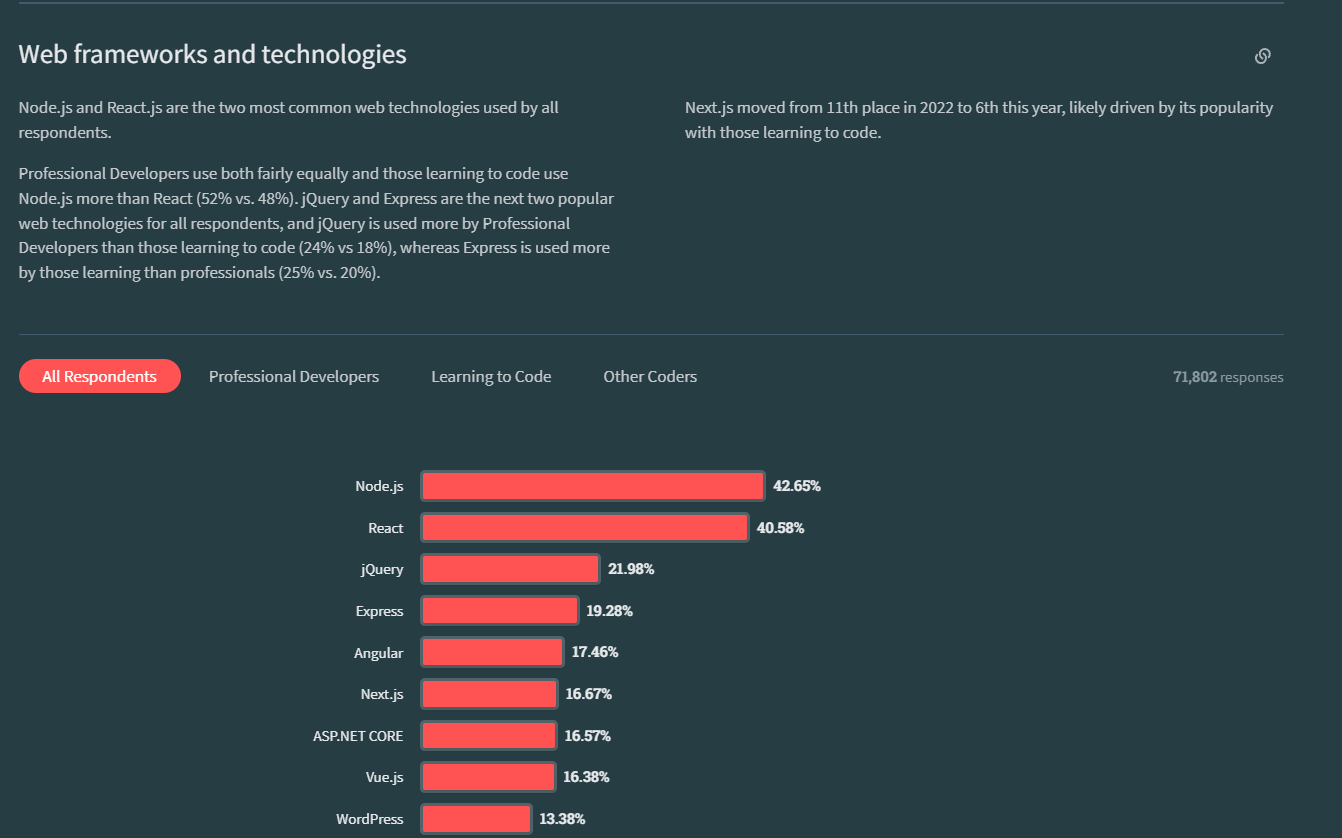 Web frameworks and technologies
Node.js and React.js are the two most common web technologies used by all
respondents.
Professional Developers use both fairly equally and those learning to code use
Node.js more than React (52% vs. 48%). jQuery and Express are the next two popular
web technologies for all respondents, and jQuery is used more by Professional
Developers than those learning to code (24% vs 18%), whereas Express is used more
by those learning than professionals (25% vs. 20%).
Next.js moved from 11th place in 2022 to 6th this year, likely driven by its popularity
with those learning to code.
All Respondents Professional Developers Learning to Code Other Coders 71,802 responses
Node.js 42.65%
React 40.58%
jQuery 21.98%
Express 19.28%
Angular 17.46%
Next.js 16.67%
ASP.NET CORE 16.57%
Vue.js 16.38%
WordPress 13.38%